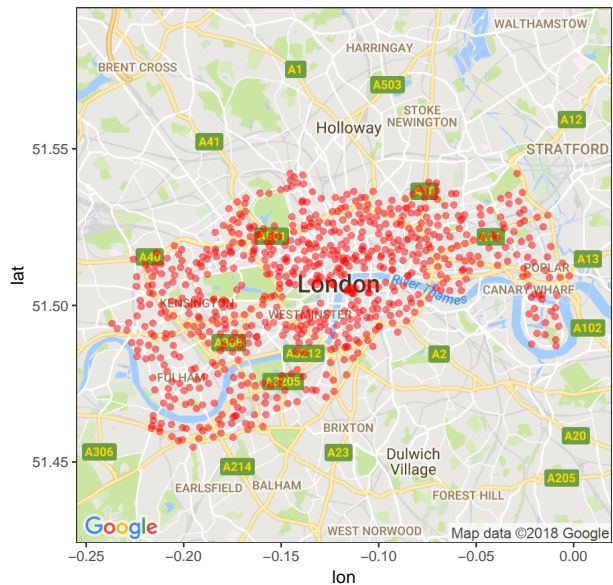 WALTHAMSTOW
HARRINGAY
BRENT CROSS
A1
A503
STOKE
NEWINGTON
A12
Holloway
A41
STRATFORD
51.55
A10
A501
A11
A40
A13
POPLAR
London
River Thames
CANARY WHARF
KENSINGTON
51.50
WESTMINSTER
A102
lat
A308
A3212
A2
FULHAM
A3205
BRIXTON
A306
A23
Dulwich
Village
A20
51.45
A214
A205
EARLSFIELD
BALHAM
FOREST HILL
WEST NORWOOD
Google
Map data ©2018 Google
−0.25
−0.20
−0.15
−0.10
−0.05
0.00
lon